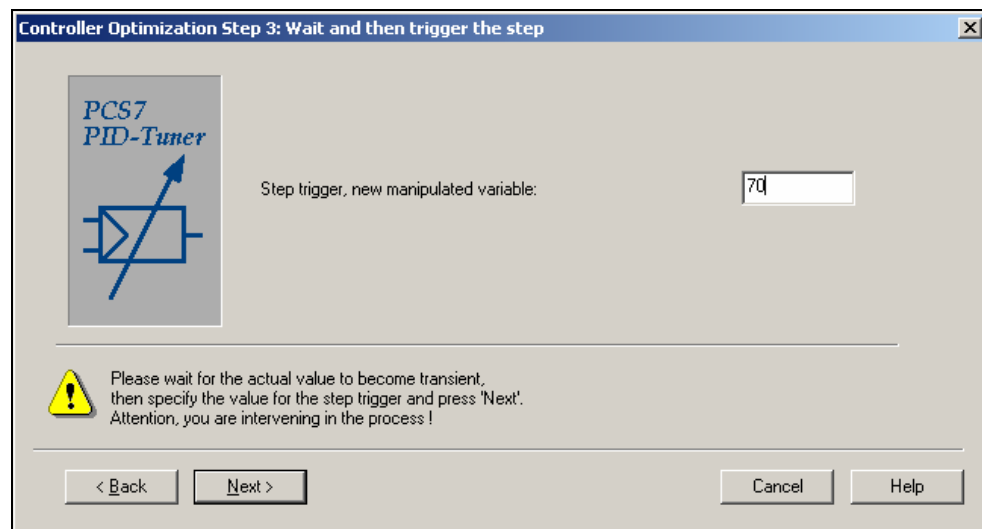 Controller Optimization Step 3: Wait and then trigger the step
PCS7
PID-Tuner
Step trigger, new manipulated variable:
70
Please wait for the actual value to become transient,
then specify the value for the step trigger and press 'Next'.
Attention, you are intervening in the process !
< Back
Next >
Cancel
Help